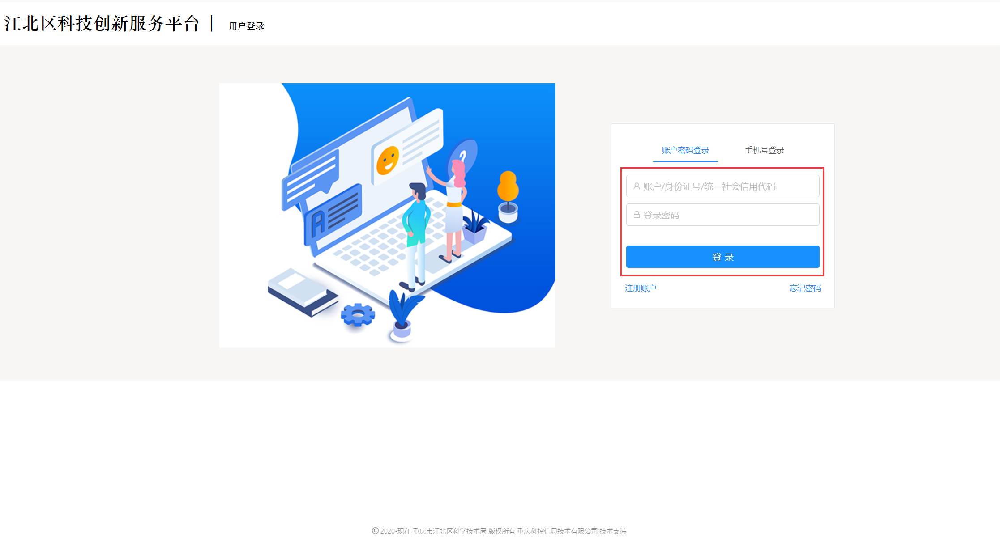 江北区科技创新服务平台 | 用户登录
账户密码登录 手机号登录
账户/身份证号/统一社会信用代码
登录密码
登 录
注册账户 忘记密码
?
A
© 2020-现在 重庆市江北区科学技术局 版权所有 重庆科控信息技术有限公司 技术支持